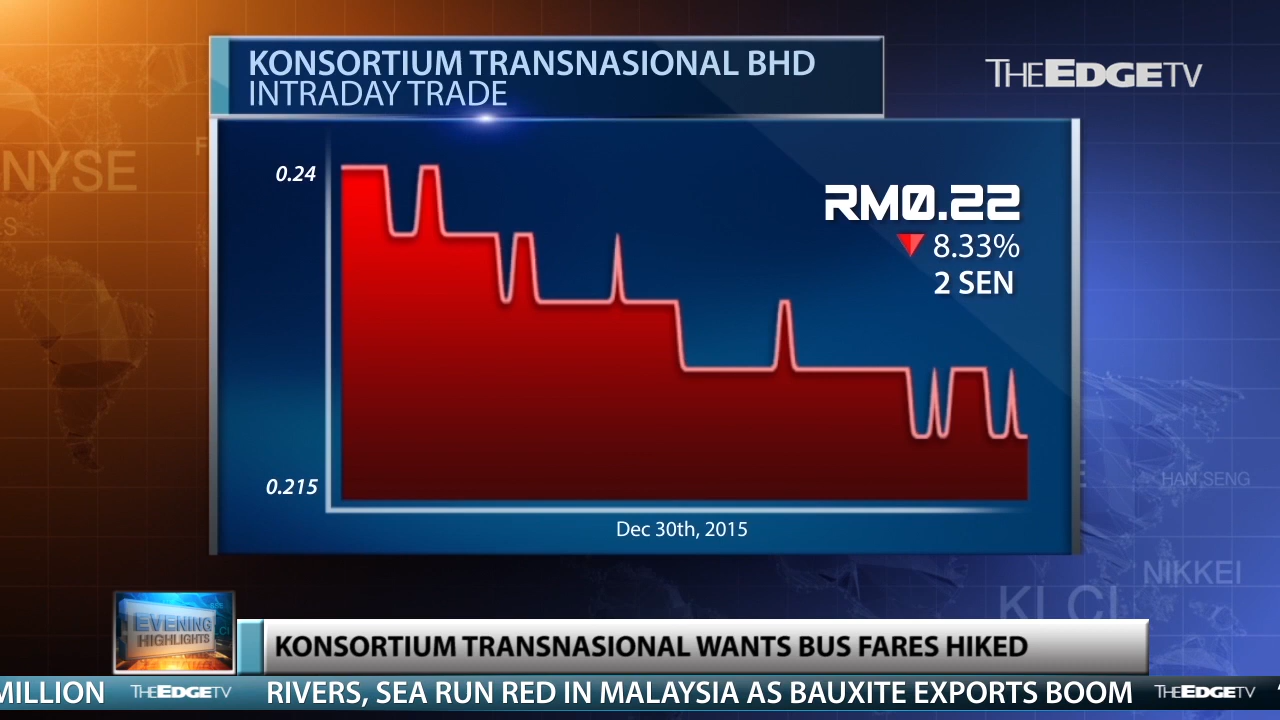 KONSORTIUM TRANSNASIONAL BHD
INTRADAY TRADE
THEEDGETV
NYSE
0.24
RM0.22
8.33%
2 SEN
0.215
HAN SENG
Dec 30th, 2015
NIKKEI
KLCI
EVENING
HIGHLIGHTS
KONSORTIUM TRANSNASIONAL WANTS BUS FARES HIKED
MILLION THEEDGETV RIVERS, SEA RUN RED IN MALAYSIA AS BAUXITE EXPORTS BOOM THEEDGETV